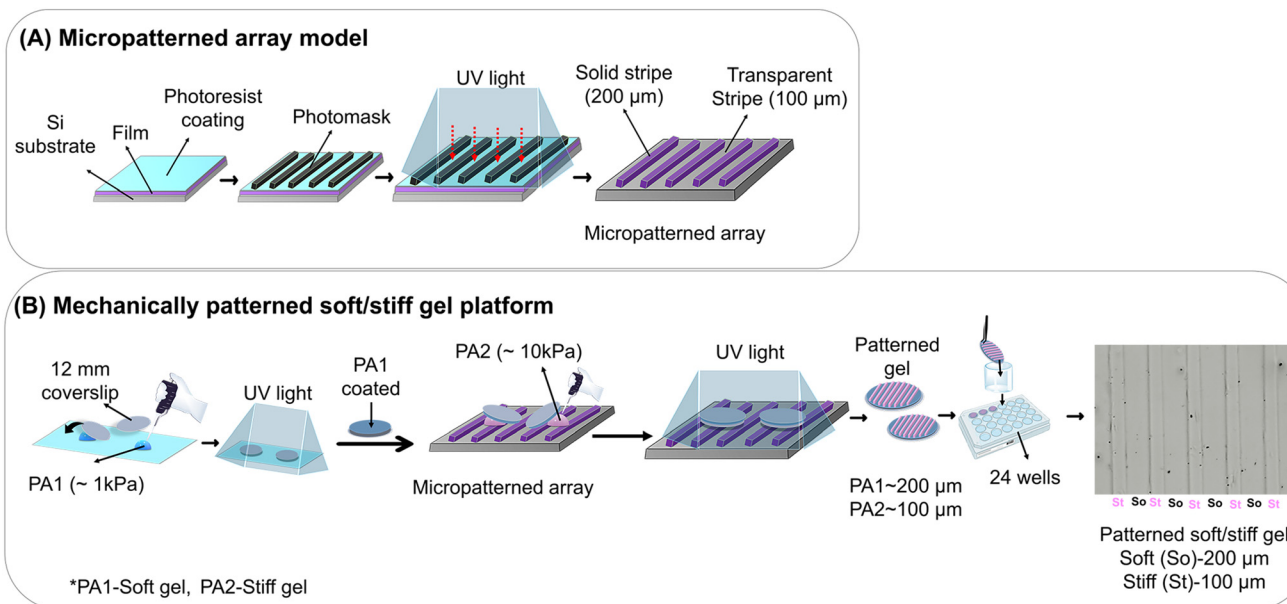 (A) Micropatterned array model
Si
substrate
Film
Photoresist
coating
Photomask
UV light
Solid stripe
(200 µm)
Transparent
Stripe (100 µm)
Micropatterned array
(B) Mechanically patterned soft/stiff gel platform
12 mm
coverslip
PA1 (~ 1kPa)
UV light
PA1
coated
PA2 (~ 10kPa)
Micropatterned array
UV light
Patterned
gel
PA1~200 µm
PA2~100 µm
24 wells
St So St So St So St So St
Patterned soft/stiff gel
Soft (So)-200 µm
Stiff (St)-100 µm
*PA1-Soft gel, PA2-Stiff gel